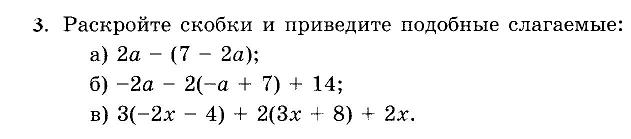 3. Раскройте скобки и приведите подобные слагаемые:
а) 2a − (7 − 2a);
б) −2a − 2(−a + 7) + 14;
в) 3(−2x − 4) + 2(3x + 8) + 2x.